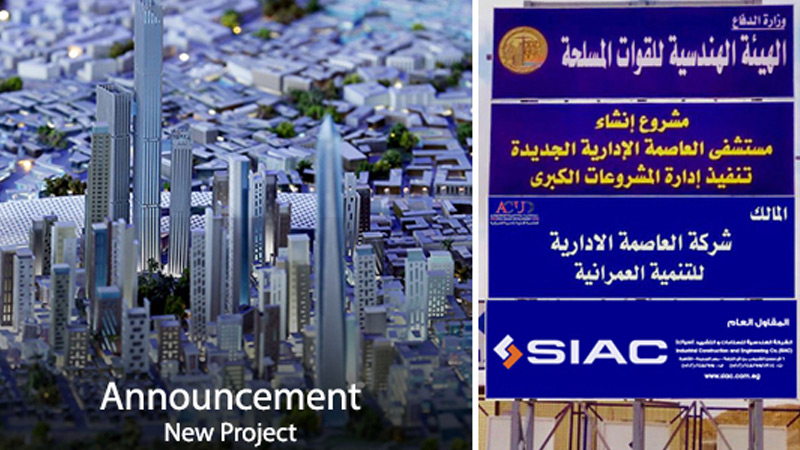 Announcement
New Project
وزارة الدفاع
الهيئة الهندسية للقوات المسلحة
مشروع إنشاء
مستشفى العاصمة الإدارية الجديدة
تنفيذ إدارة المشروعات الكبرى
المالك
ACUD
شركة العاصمة الادارية
للتنمية العمرانية
المقاول العام
SIAC
Industrial Construction and Engineering Co. (SIAC)
www.siac.com.eg